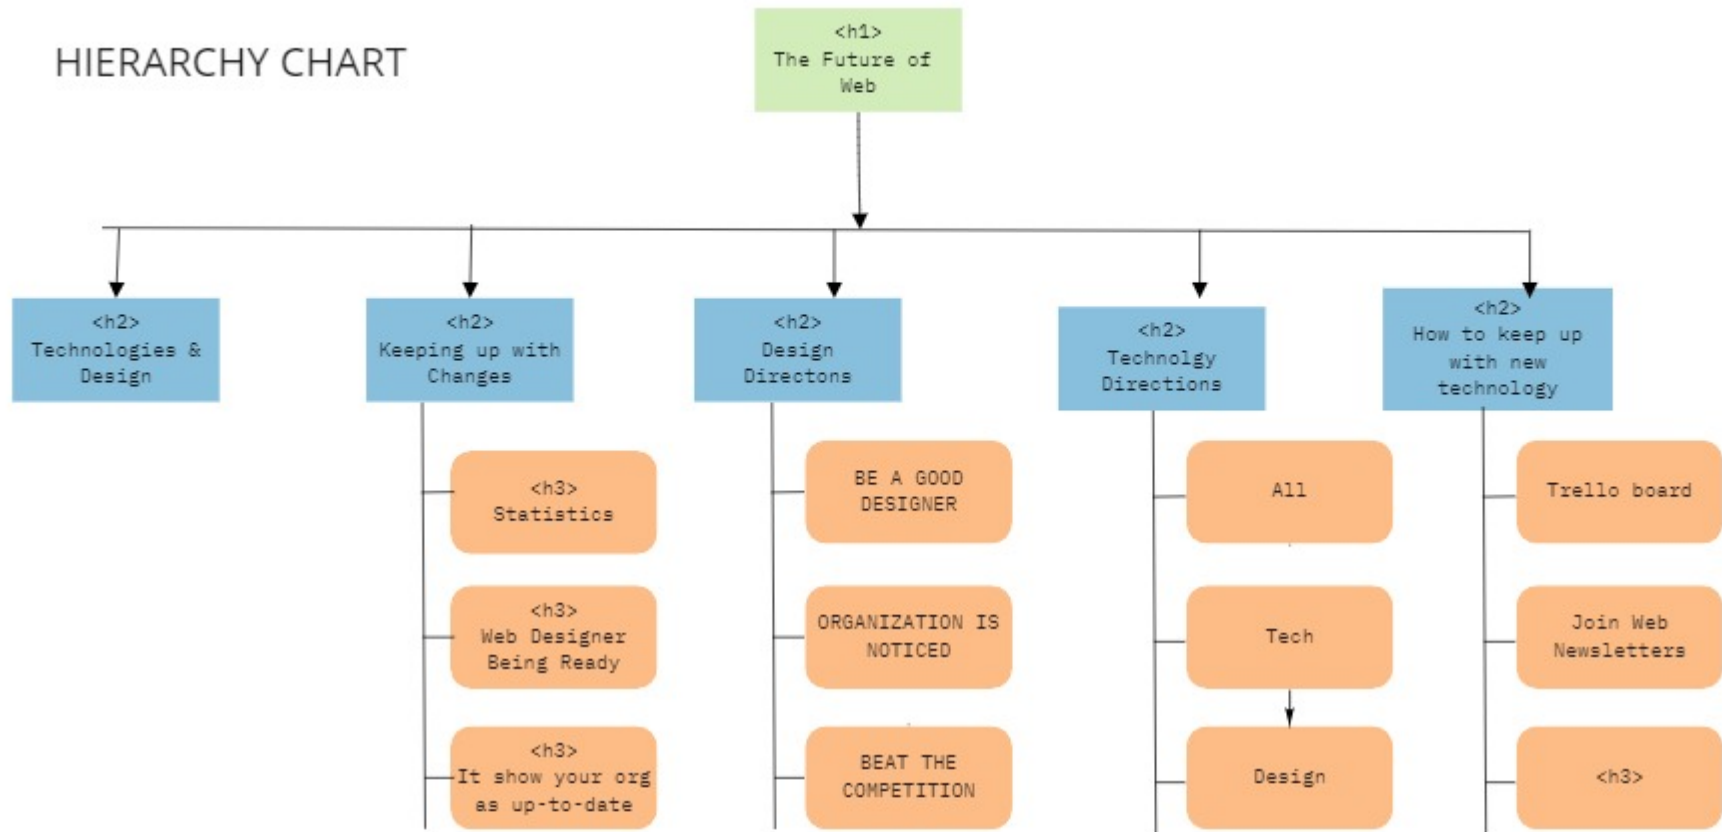 HIERARCHY CHART
<h1>
The Future of
Web
<h2>
Technologies &
Design
<h2>
Keeping up with
Changes
<h2>
Design
Directons
<h2>
Technolgy
Directions
<h2>
How to keep up
with new
technology
<h3>
Statistics
<h3>
Web Designer
Being Ready
<h3>
It show your org
as up-to-date
BE A GOOD
DESIGNER
ORGANIZATION IS
NOTICED
BEAT THE
COMPETITION
All
Tech
Design
Trello board
Join Web
Newsletters
<h3>